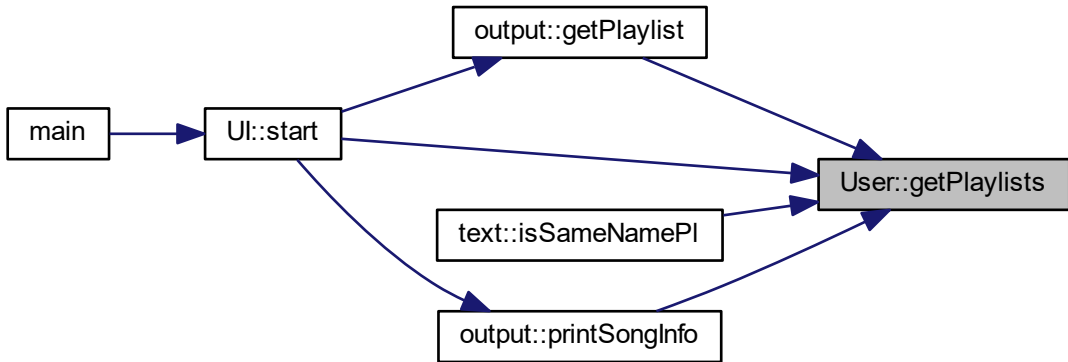 output::getPlaylist
main
UI::start
User::getPlaylists
text::isSameNamePl
output::printSongInfo